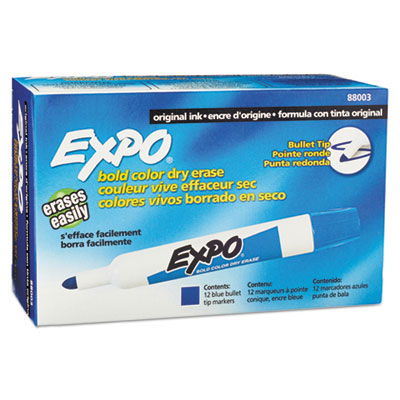 88003
original ink • encre d'origine • formula con tinta original
EXPO®
bold color dry erase
couleur vive effaceur sec
colores vivos borrado en seco
Bullet Tip
Pointe ronde
Punta redonda
erases
easily
s'efface facilement
borra facilmente
EXPO
BOLD COLOR DRY ERASE
Contents:
12 blue bullet
tip markers
Contenu:
12 marqueurs à pointe
conique, encre bleue
Contenido:
12 marcadores azules
punta de bala
88003